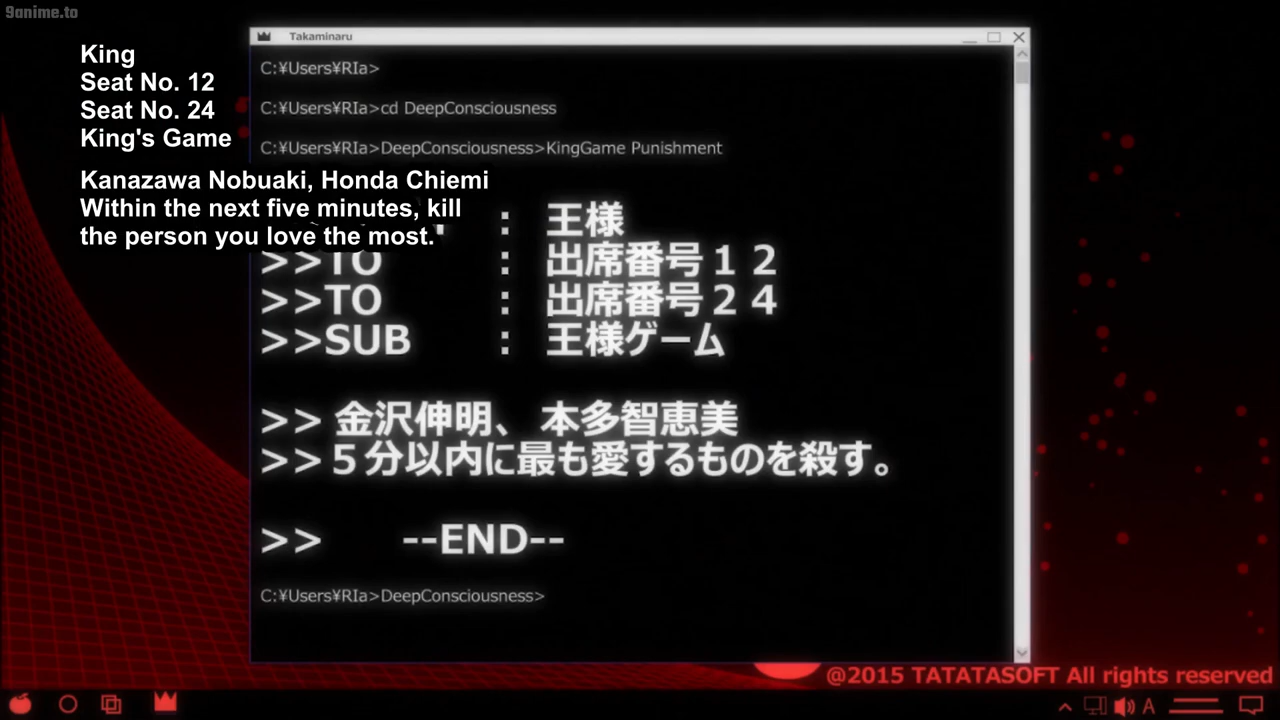 9anime.to
Takaminaru
King
Seat No. 12
Seat No. 24
King's Game
Kanazawa Nobuaki, Honda Chiemi
Within the next five minutes, kill
the person you love the most.
C:¥Users¥RIa>
C:¥Users¥RIa>cd DeepConsciousness
C:¥Users¥RIa>DeepConsciousness>KingGame Punishment
: 王様
>>TO : 出席番号１２
>>TO : 出席番号２４
>>SUB : 王様ゲーム
>> 金沢伸明、 本多智恵美
>>５分以内に最も愛するものを殺す。
>> --END--
C:¥Users¥RIa>DeepConsciousness>
@2015 TATATASOFT All rights reserved
A